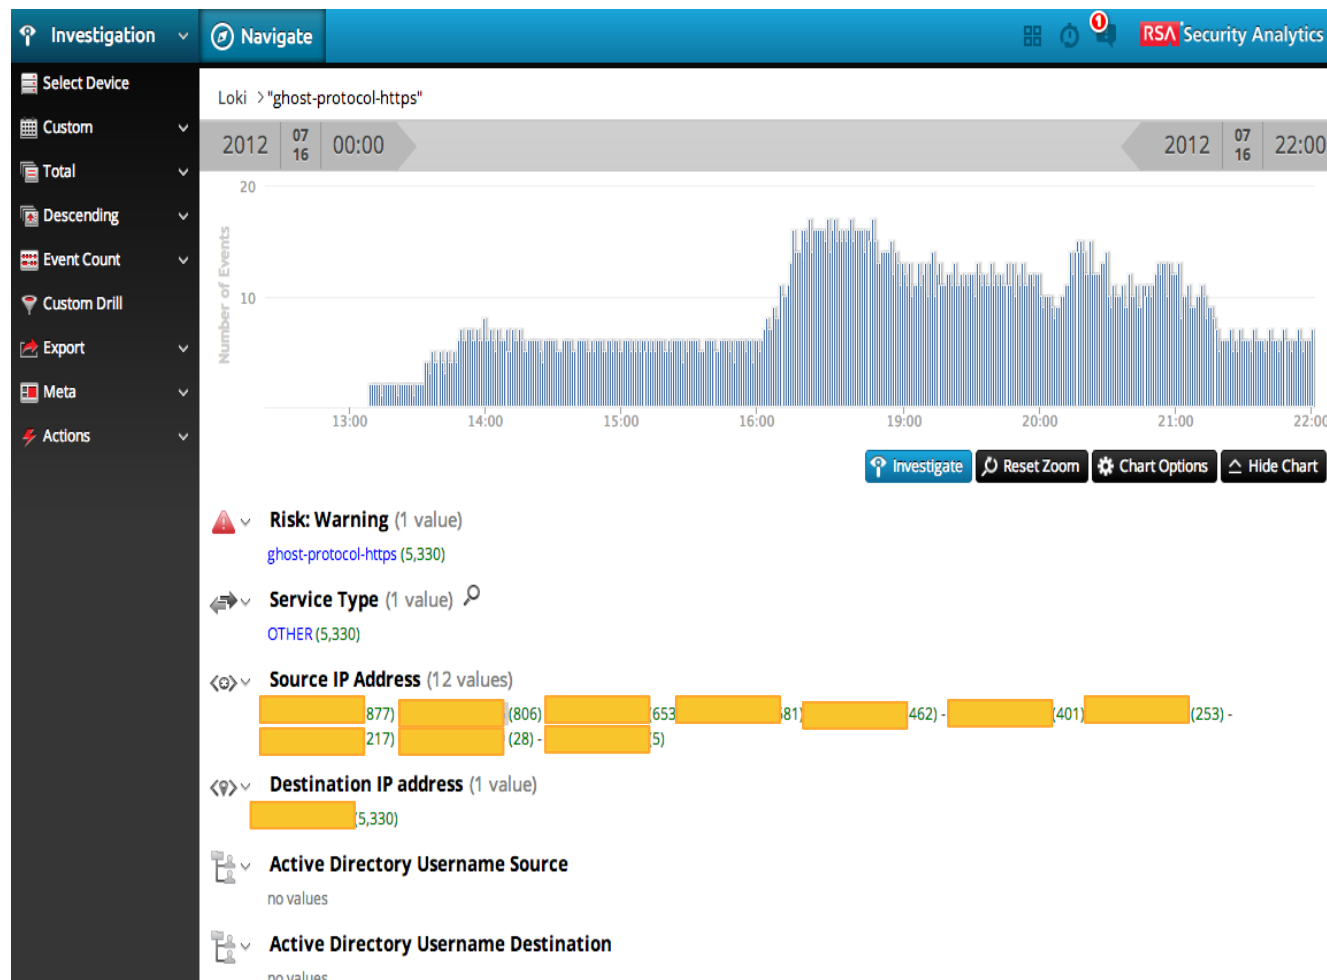 Investigation Navigate 1 RSA Security Analytics
Select Device
Custom
Total
Descending
Event Count
Custom Drill
Export
Meta
Actions
Loki > "ghost-protocol-https"
2012 07 16 00:00 2012 07 16 22:00
20
10
Number of Events
13:00 14:00 15:00 16:00 19:00 20:00 21:00 22:00
Investigate Reset Zoom Chart Options Hide Chart
Risk: Warning (1 value)
ghost-protocol-https (5,330)
Service Type (1 value)
OTHER (5,330)
Source IP Address (12 values)
877) (806) (653 81) 462) - (401) (253) -
217) (28) - (5)
Destination IP address (1 value)
(5,330)
Active Directory Username Source
no values
Active Directory Username Destination
no values